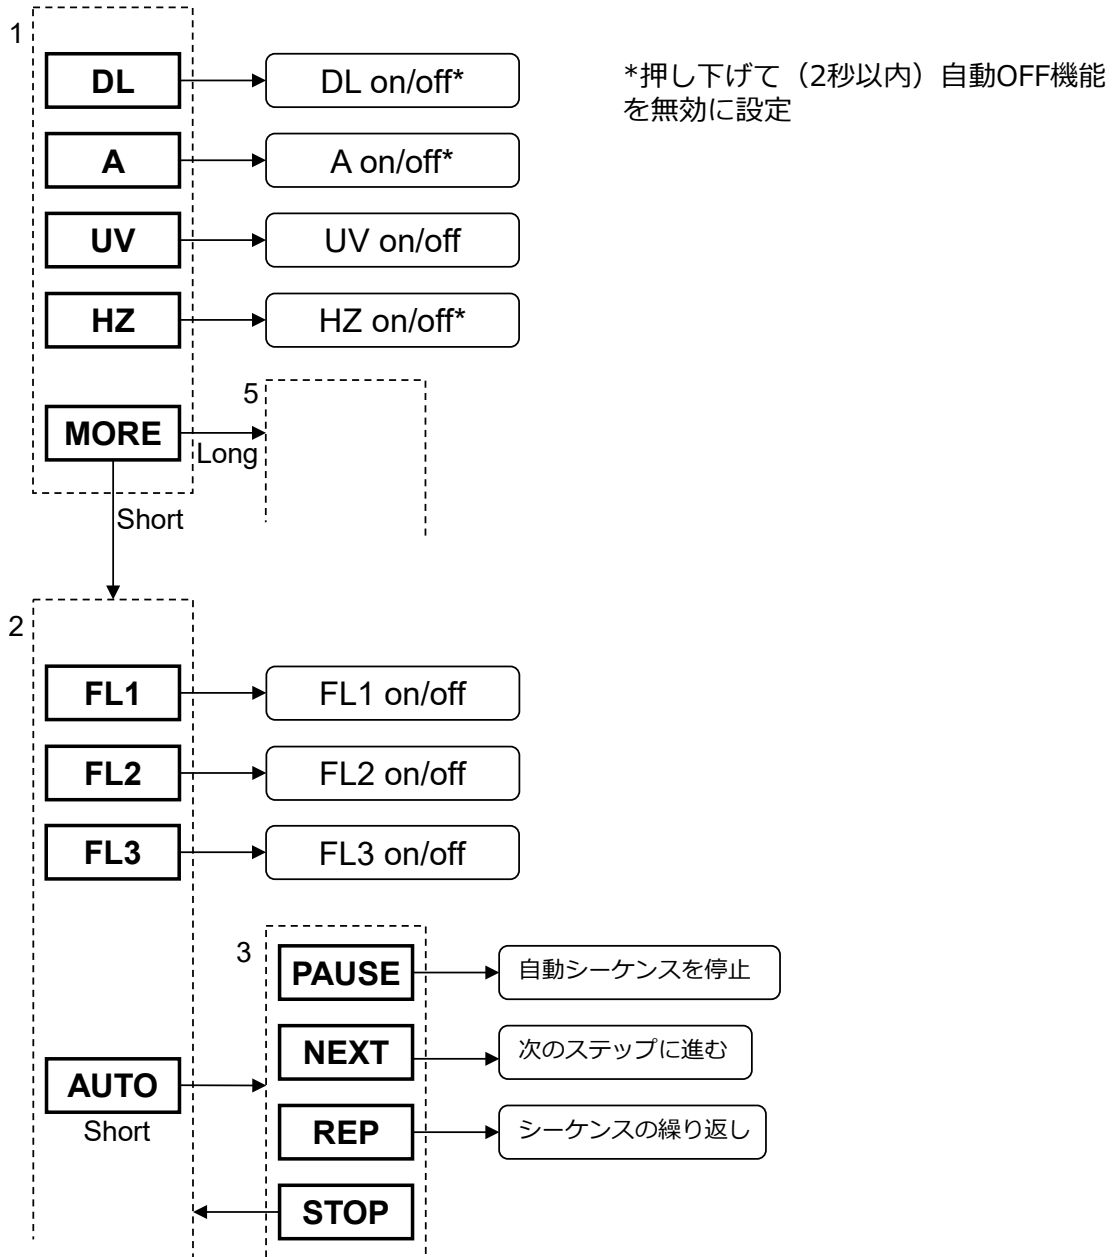 1
DL
DL on/off*
*押し下げて（2秒以内）自動OFF機能
を無効に設定
A
A on/off*
UV
UV on/off
HZ
HZ on/off*
5
MORE
Long
Short
2
FL1
FL1 on/off
FL2
FL2 on/off
FL3
FL3 on/off
3
PAUSE
自動シーケンスを停止
NEXT
次のステップに進む
AUTO
Short
REP
シーケンスの繰り返し
STOP